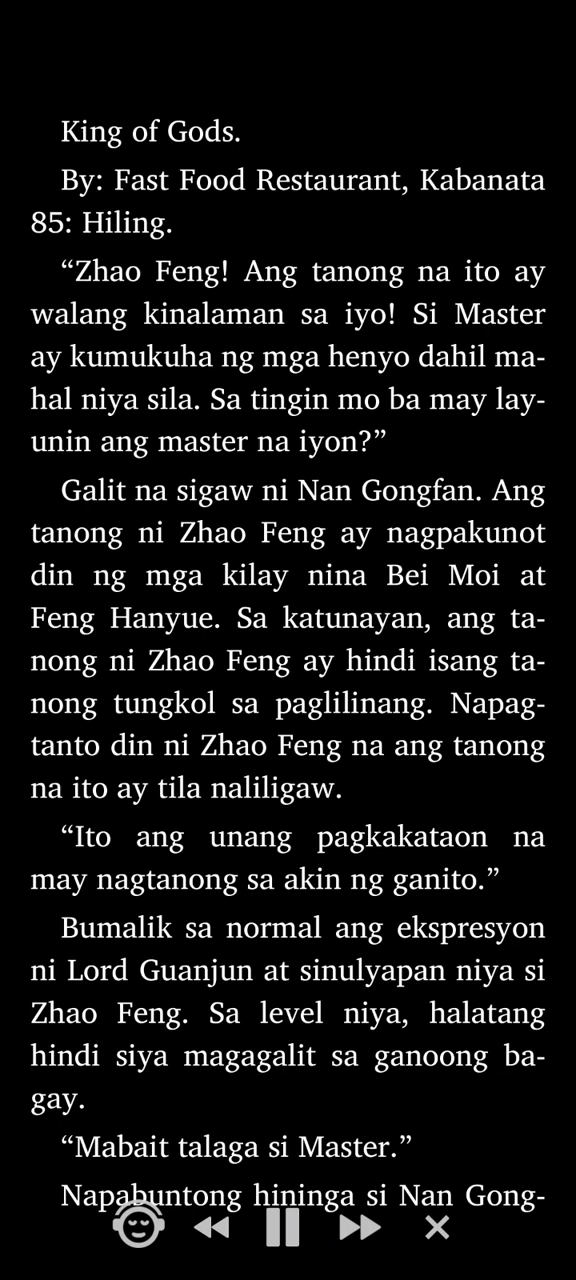 King of Gods.
By: Fast Food Restaurant, Kabanata
85: Hiling.
“Zhao Feng! Ang tanong na ito ay
walang kinalaman sa iyo! Si Master
ay kumukuha ng mga henyo dahil ma-
hal niya sila. Sa tingin mo ba may lay-
unin ang master na iyon?”
Galit na sigaw ni Nan Gongfan. Ang
tanong ni Zhao Feng ay nagpakunot
din ng mga kilay nina Bei Moi at
Feng Hanyue. Sa katunayan, ang ta-
nong ni Zhao Feng ay hindi isang ta-
nong tungkol sa paglilinang. Napag-
tanto din ni Zhao Feng na ang tanong
na ito ay tila naliligaw.
“Ito ang unang pagkakataon na
may nagtanong sa akin ng ganito.”
Bumalik sa normal ang ekspresyon
ni Lord Guanjun at sinulyapan niya si
Zhao Feng. Sa level niya, halatang
hindi siya magagalit sa ganoong ba-
gay.
“Mabait talaga si Master.”
Napabuntong hininga si Nan Gong-